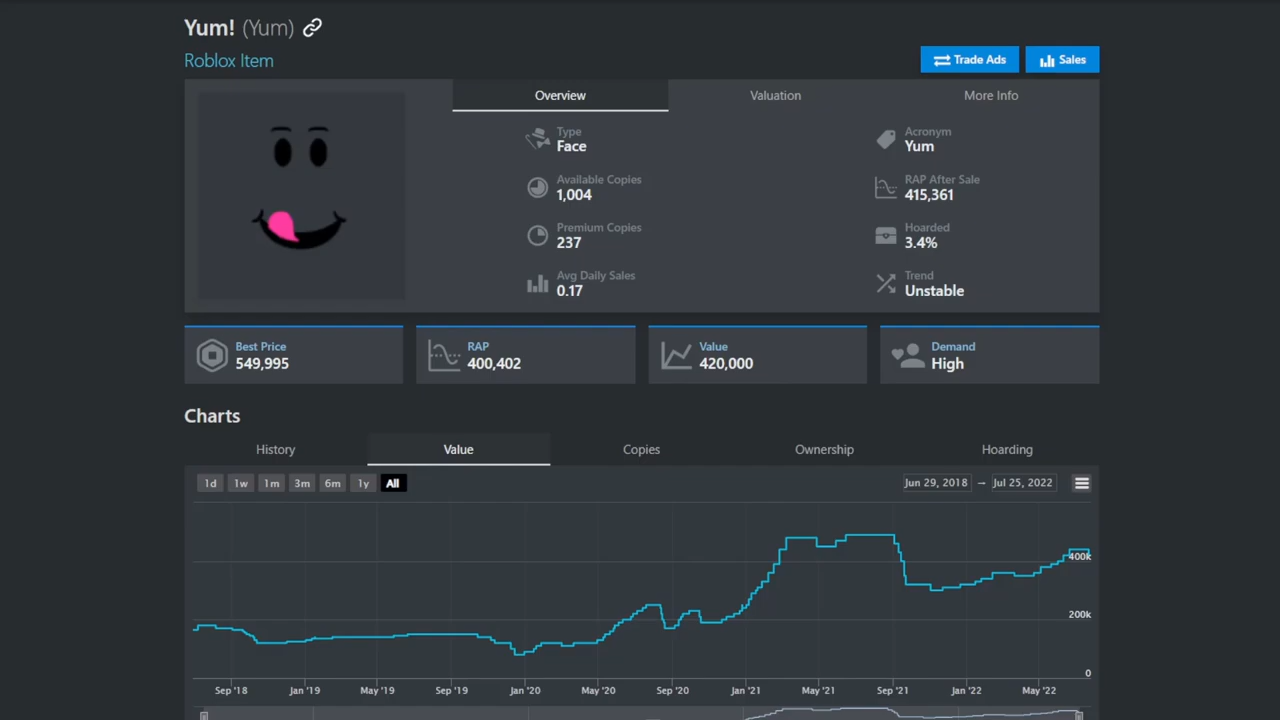 Yum! (Yum)
Roblox Item
Trade Ads
Sales
Overview
Valuation
More Info
Type
Face
Acronym
Yum
Available Copies
1,004
RAP After Sale
415,361
Premium Copies
237
Hoarded
3.4%
Avg Daily Sales
0.17
Trend
Unstable
Best Price
549,995
RAP
400,402
Value
420,000
Demand
High
Charts
History
Value
Copies
Ownership
Hoarding
1d 1w 1m 3m 6m 1y All
Jun 29, 2018 → Jul 25, 2022
400k
200k
0
Sep '18 Jan '19 May '19 Sep '19 Jan '20 May '20 Sep '20 Jan '21 May '21 Sep '21 Jan '22 May '22